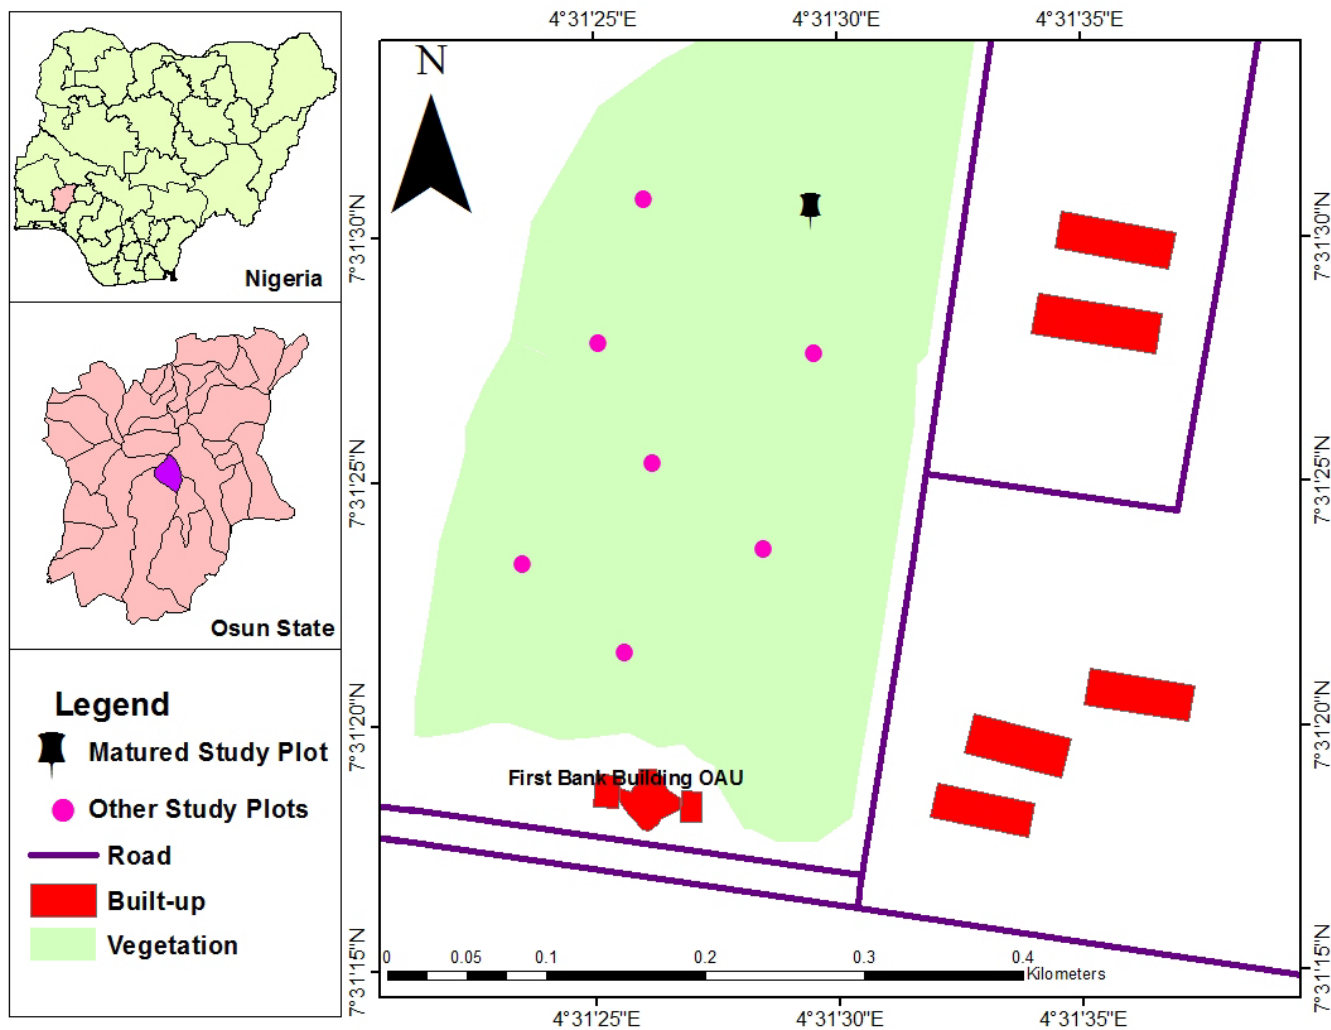 4°31'25"E 4°31'30"E 4°31'35"E
N
Nigeria
Osun State
Legend
Matured Study Plot
Other Study Plots
Road
Built-up
Vegetation
7°31'30"N
7°31'25"N
7°31'20"N
7°31'15"N
First Bank Building OAU
0 0.05 0.1 0.2 0.3 0.4
Kilometers
7°31'30"N
7°31'25"N
7°31'20"N
7°31'15"N
4°31'25"E 4°31'30"E 4°31'35"E